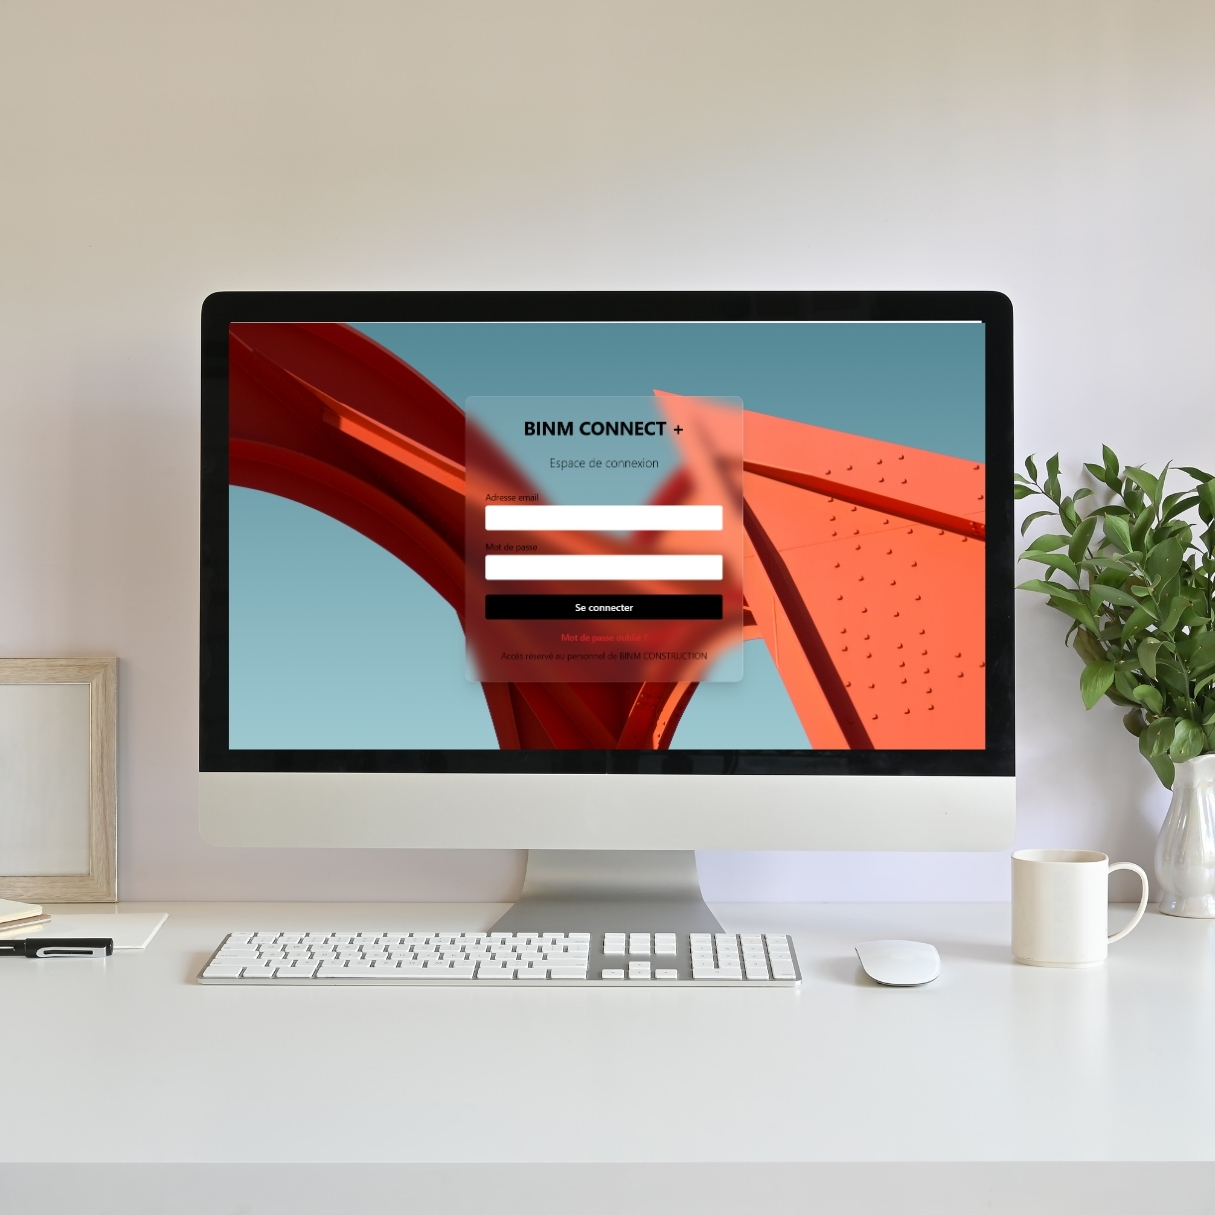 BINM CONNECT +
Espace de connexion
Adresse email
Mot de passe
Se connecter
Mot de passe oublié ?
Accès réservé au personnel de BINM CONSTRUCTION